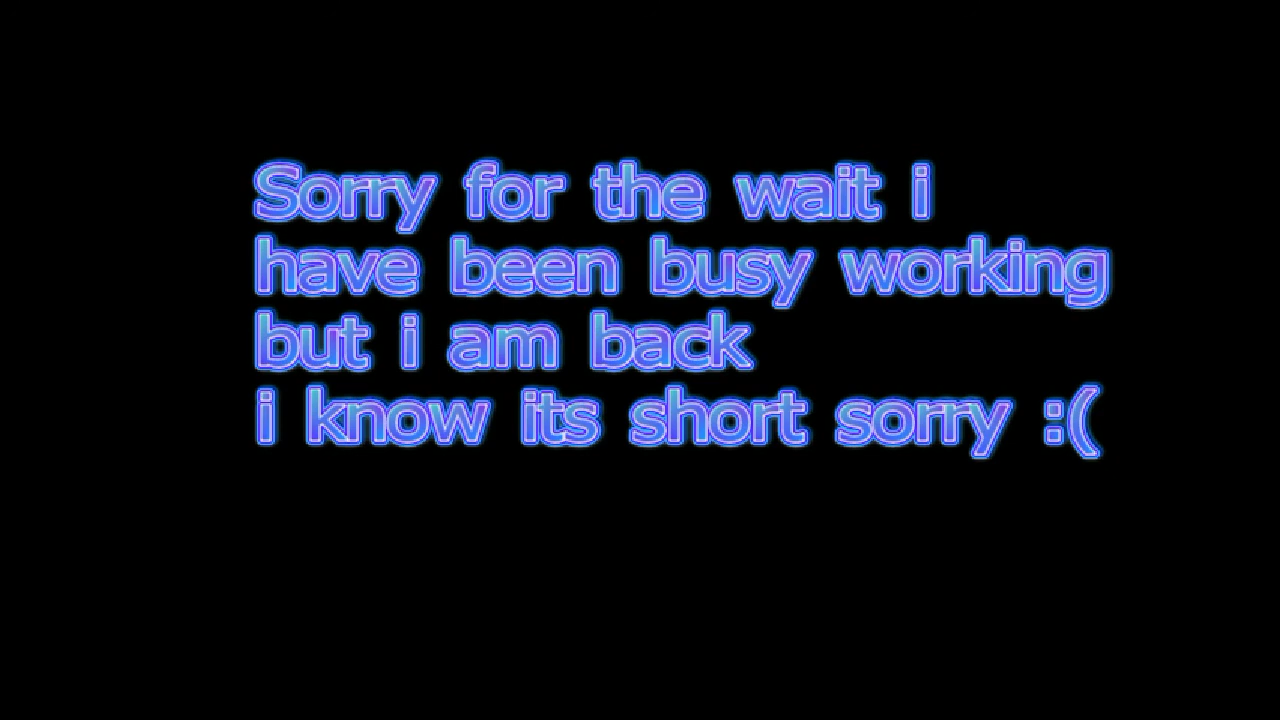 Sorry for the wait i
have been busy working
but i am back
i know its short sorry :(